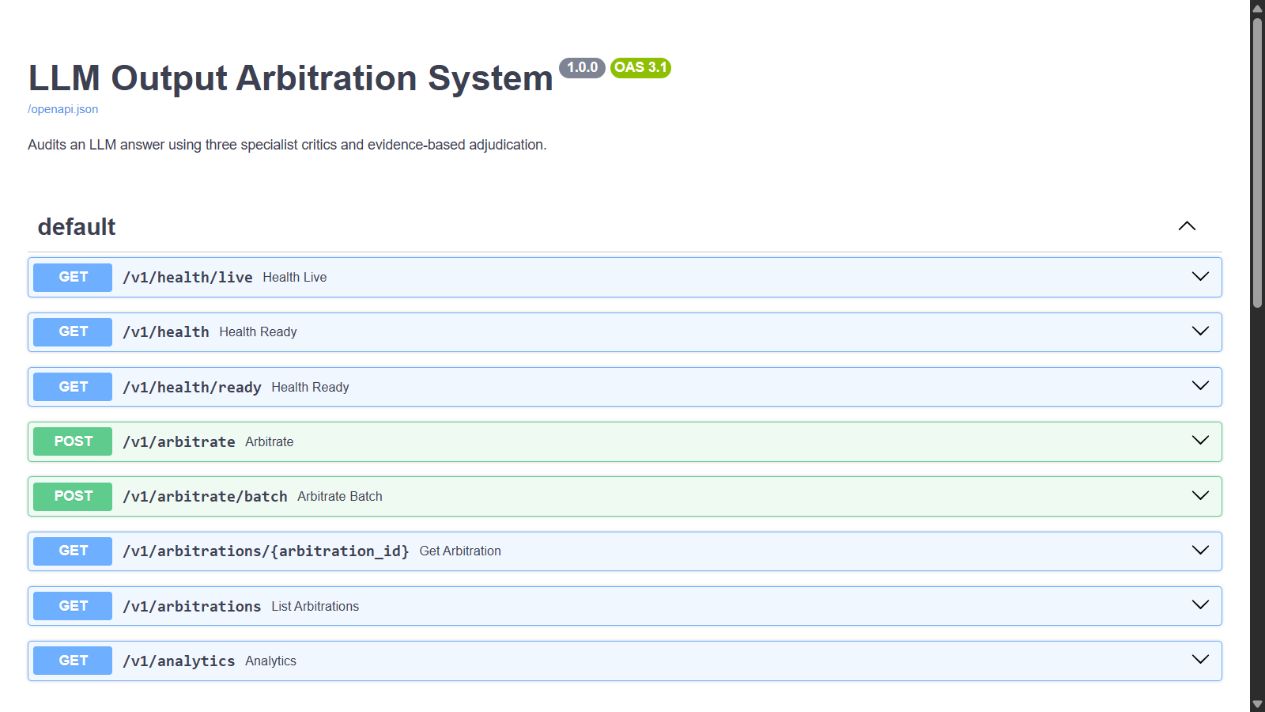 LLM Output Arbitration System 1.0.0 OAS 3.1
/openapi.json
Audits an LLM answer using three specialist critics and evidence-based adjudication.
default
GET /v1/health/live Health Live
GET /v1/health Health Ready
GET /v1/health/ready Health Ready
POST /v1/arbitrate Arbitrate
POST /v1/arbitrate/batch Arbitrate Batch
GET /v1/arbitrations/{arbitration_id} Get Arbitration
GET /v1/arbitrations List Arbitrations
GET /v1/analytics Analytics